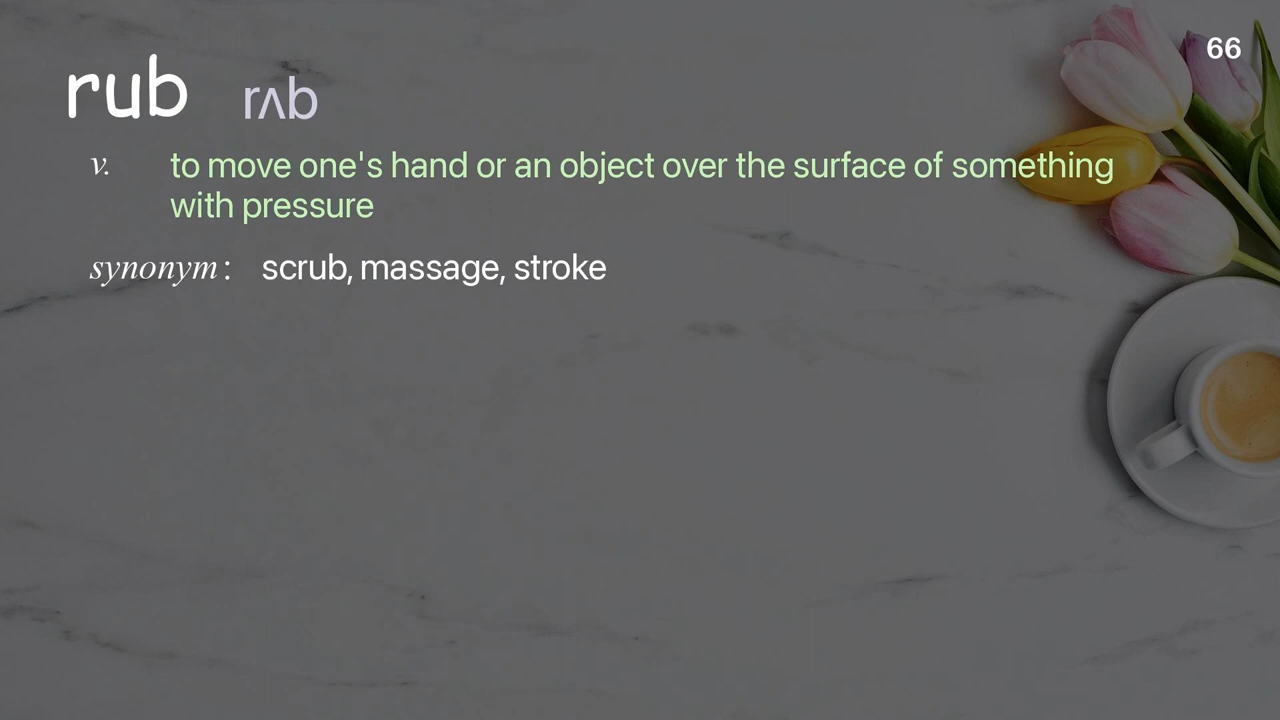 66
rub rʌb
v. to move one's hand or an object over the surface of something
with pressure
synonym: scrub, massage, stroke